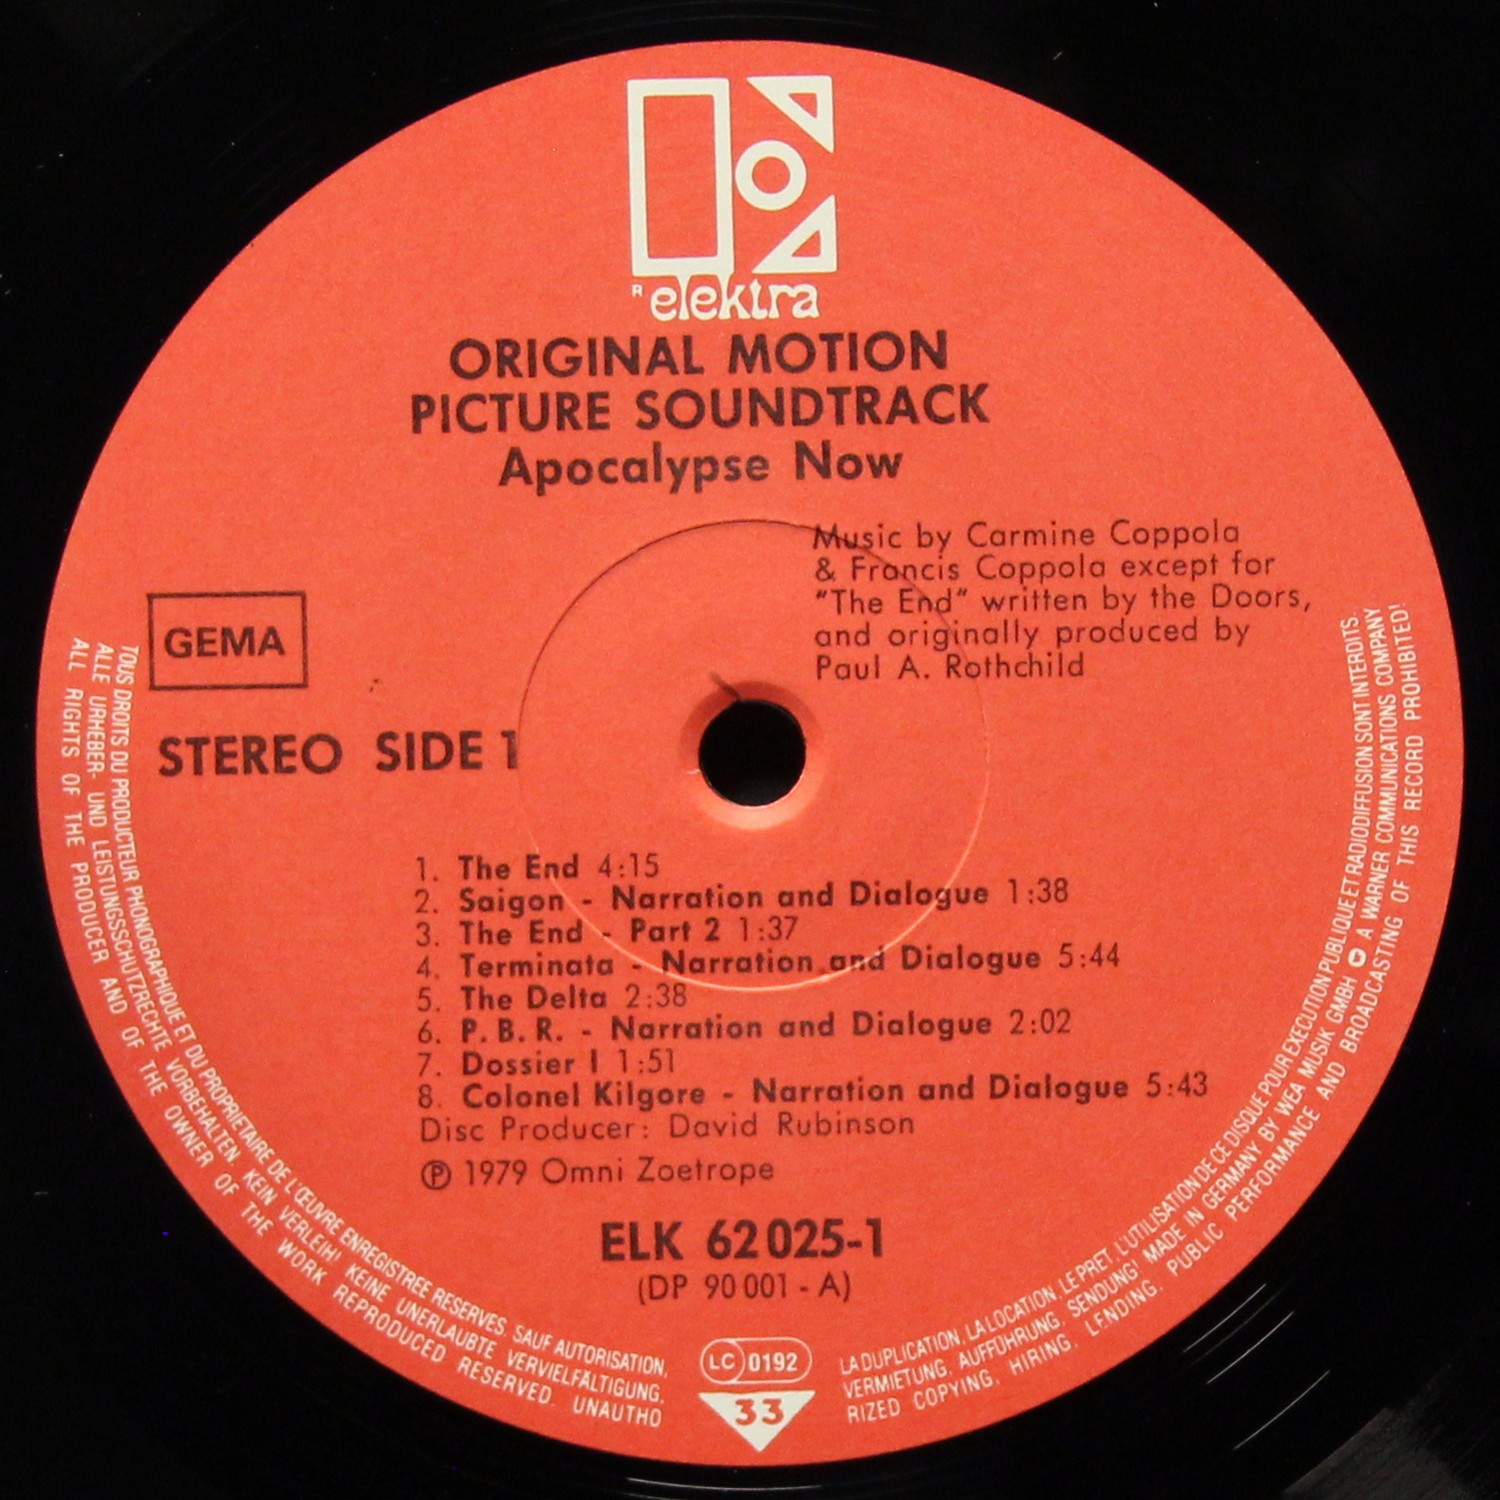 R elektra
ORIGINAL MOTION
PICTURE SOUNDTRACK
Apocalypse Now
Music by Carmine Coppola
& Francis Coppola except for
"The End" written by the Doors,
and originally produced by
Paul A. Rothchild
GEMA
STEREO SIDE 1
1. The End 4:15
2. Saigon - Narration and Dialogue 1:38
3. The End - Part 2 1:37
4. Terminata - Narration and Dialogue 5:44
5. The Delta 2:38
6. P.B.R. - Narration and Dialogue 2:02
7. Dossier I 1:51
8. Colonel Kilgore - Narration and Dialogue 5:43
Disc Producer: David Rubinson
℗ 1979 Omni Zoetrope
ELK 62025-1
(DP 90001 - A)
LC 0192
33
TOUS DROITS DU PRODUCTEUR PHONOGRAPHIQUE ET DU PROPRIETAIRE DE L'ŒUVRE ENREGISTREE RESERVES. SAUF AUTORISATION, LA DUPLICATION, LA LOCATION, LE PRET, L'UTILISATION DE CE DISQUE POUR EXECUTION PUBLIQUE ET RADIODIFFUSION SONT INTERDITS.
ALLE URHEBER- UND LEISTUNGSSCHUTZRECHTE VORBEHALTEN. KEIN VERLEIH! KEINE UNERLAUBTE VERVIELFÄLTIGUNG, VERMIETUNG, AUFFÜHRUNG, SENDUNG! MADE IN GERMANY BY WEA MUSIK GMBH A WARNER COMMUNICATIONS COMPANY
ALL RIGHTS OF THE PRODUCER AND OF THE OWNER OF THE WORK REPRODUCED RESERVED. UNAUTHORIZED COPYING, HIRING, LENDING, PUBLIC PERFORMANCE AND BROADCASTING OF THIS RECORD PROHIBITED!